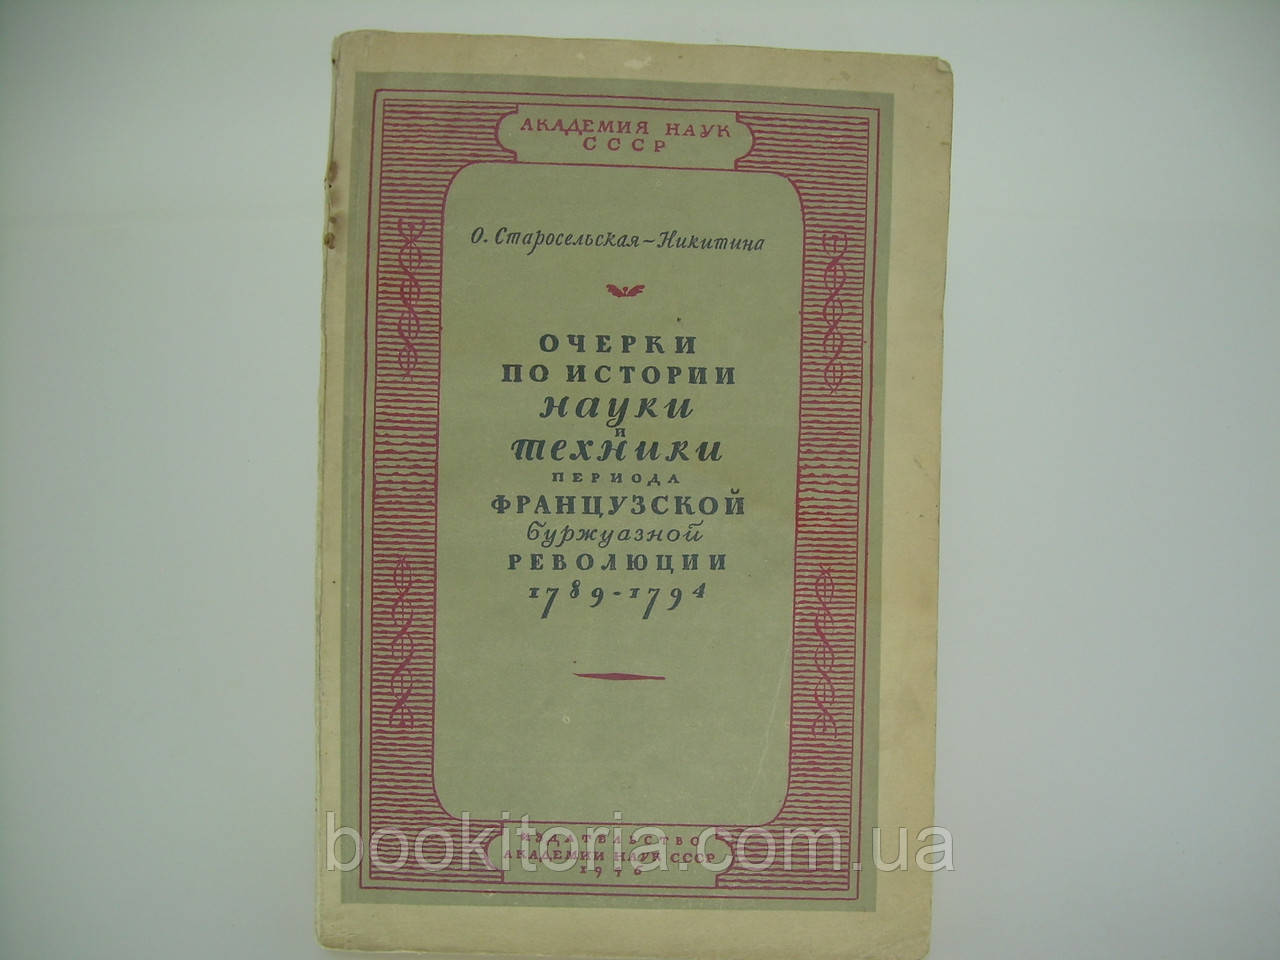 АКАДЕМИЯ НАУК
СССР
О. Старосельская-Никитина
ОЧЕРКИ
ПО ИСТОРИИ
НАУКИ
И
ТЕХНИКИ
ПЕРИОДА
ФРАНЦУЗСКОЙ
буржуазной
РЕВОЛЮЦИИ
1789-1794
ИЗДАТЕЛЬСТВО
АКАДЕМИИ НАУК СССР
1946
bookitoria.com.ua